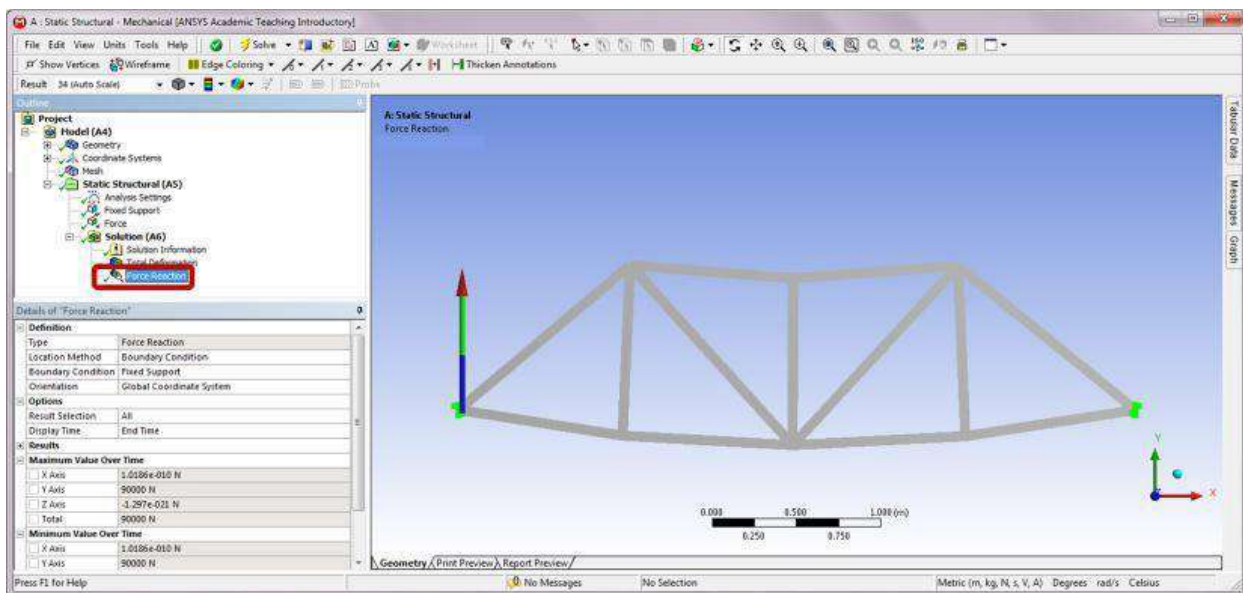 A : Static Structural - Mechanical [ANSYS Academic Teaching Introductory]
File Edit View Units Tools Help Solve Worksheet
Show Vertices Wireframe Edge Coloring Thicken Annotations
Result 34 (Auto Scale) Probe
Outline
Project
Model (A4)
Geometry
Coordinate Systems
Mesh
Static Structural (A5)
Analysis Settings
Fixed Support
Force
Solution (A6)
Solution Information
Total Deformation
Force Reaction
Details of "Force Reaction"
Definition
Type Force Reaction
Location Method Boundary Condition
Boundary Condition Fixed Support
Orientation Global Coordinate System
Options
Result Selection All
Display Time End Time
Results
Maximum Value Over Time
X Axis 1.0186e-010 N
Y Axis 90000 N
Z Axis -1.297e-021 N
Total 90000 N
Minimum Value Over Time
X Axis 1.0186e-010 N
Y Axis 90000 N
A: Static Structural
Force Reaction
Y
X
0.000 0.500 1.000 (m)
0.250 0.750
Geometry Print Preview Report Preview
Tabular Data
Messages
Graph
Press F1 for Help No Messages No Selection Metric (m, kg, N, s, V, A) Degrees rad/s Celsius